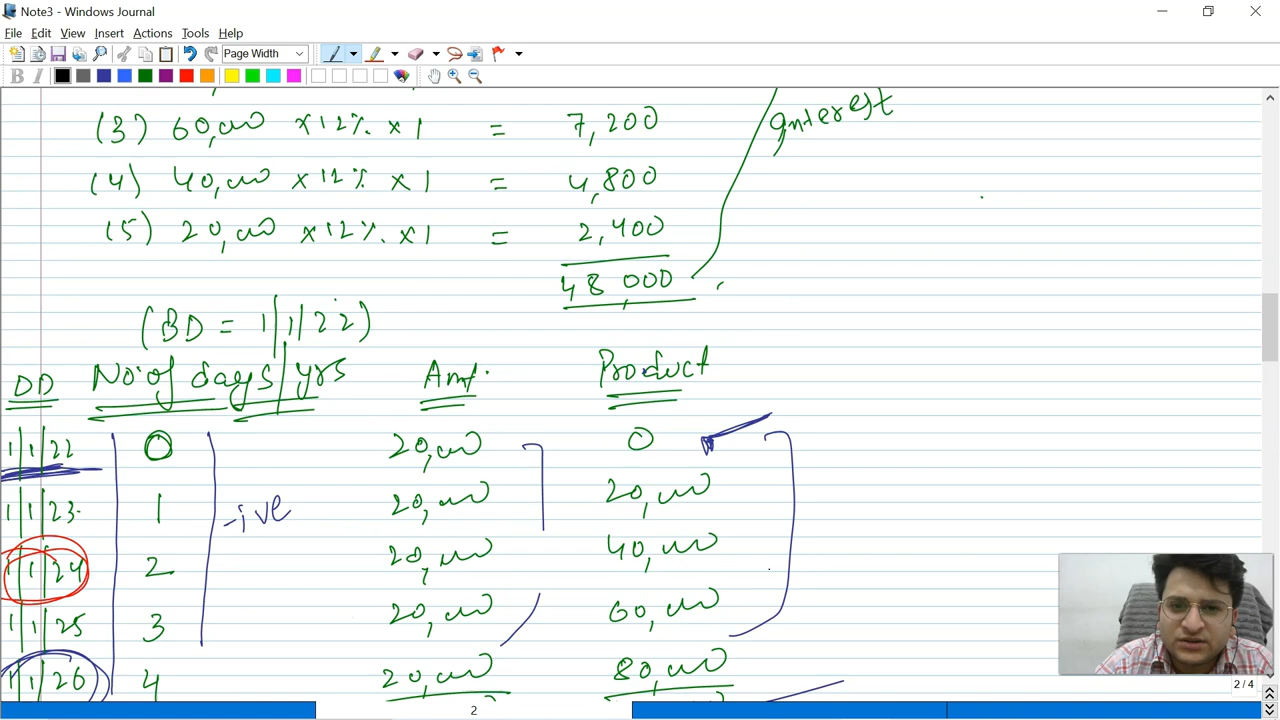 Note3 - Windows Journal
File Edit View Insert Actions Tools Help
Page Width
B I
(3) 60,000 x 12% x 1 = 7,200
interest
(4) 40,000 x 12% x 1 = 4,800
(5) 20,000 x 12% x 1 = 2,400
48,000
(BD = 1/1/22)
DD No. of days/yrs Amt. Product
1/1/22 0 20,000 0
1/1/23 1 20,000 20,000
-ive
1/1/24 2 20,000 40,000
1/1/25 3 20,000 60,000
1/1/26 4 20,000 80,000
2/4
2